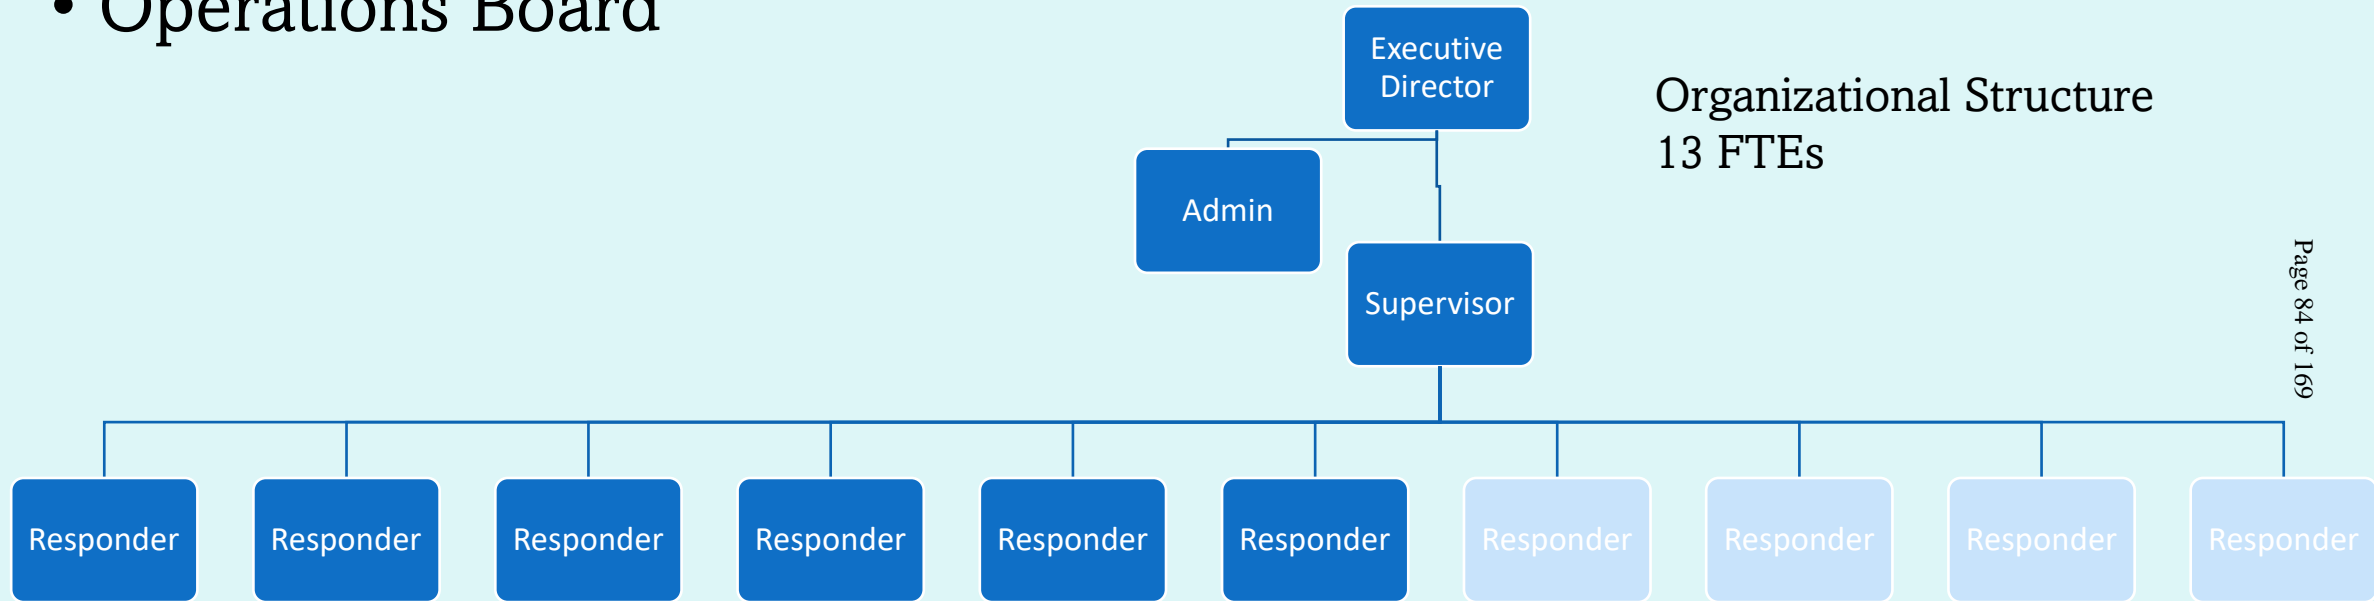 • Operations Board
Executive
Director
Organizational Structure
13 FTEs
Admin
Supervisor
Page 84 of 169
Responder
Responder
Responder
Responder
Responder
Responder
Responder
Responder
Responder
Responder